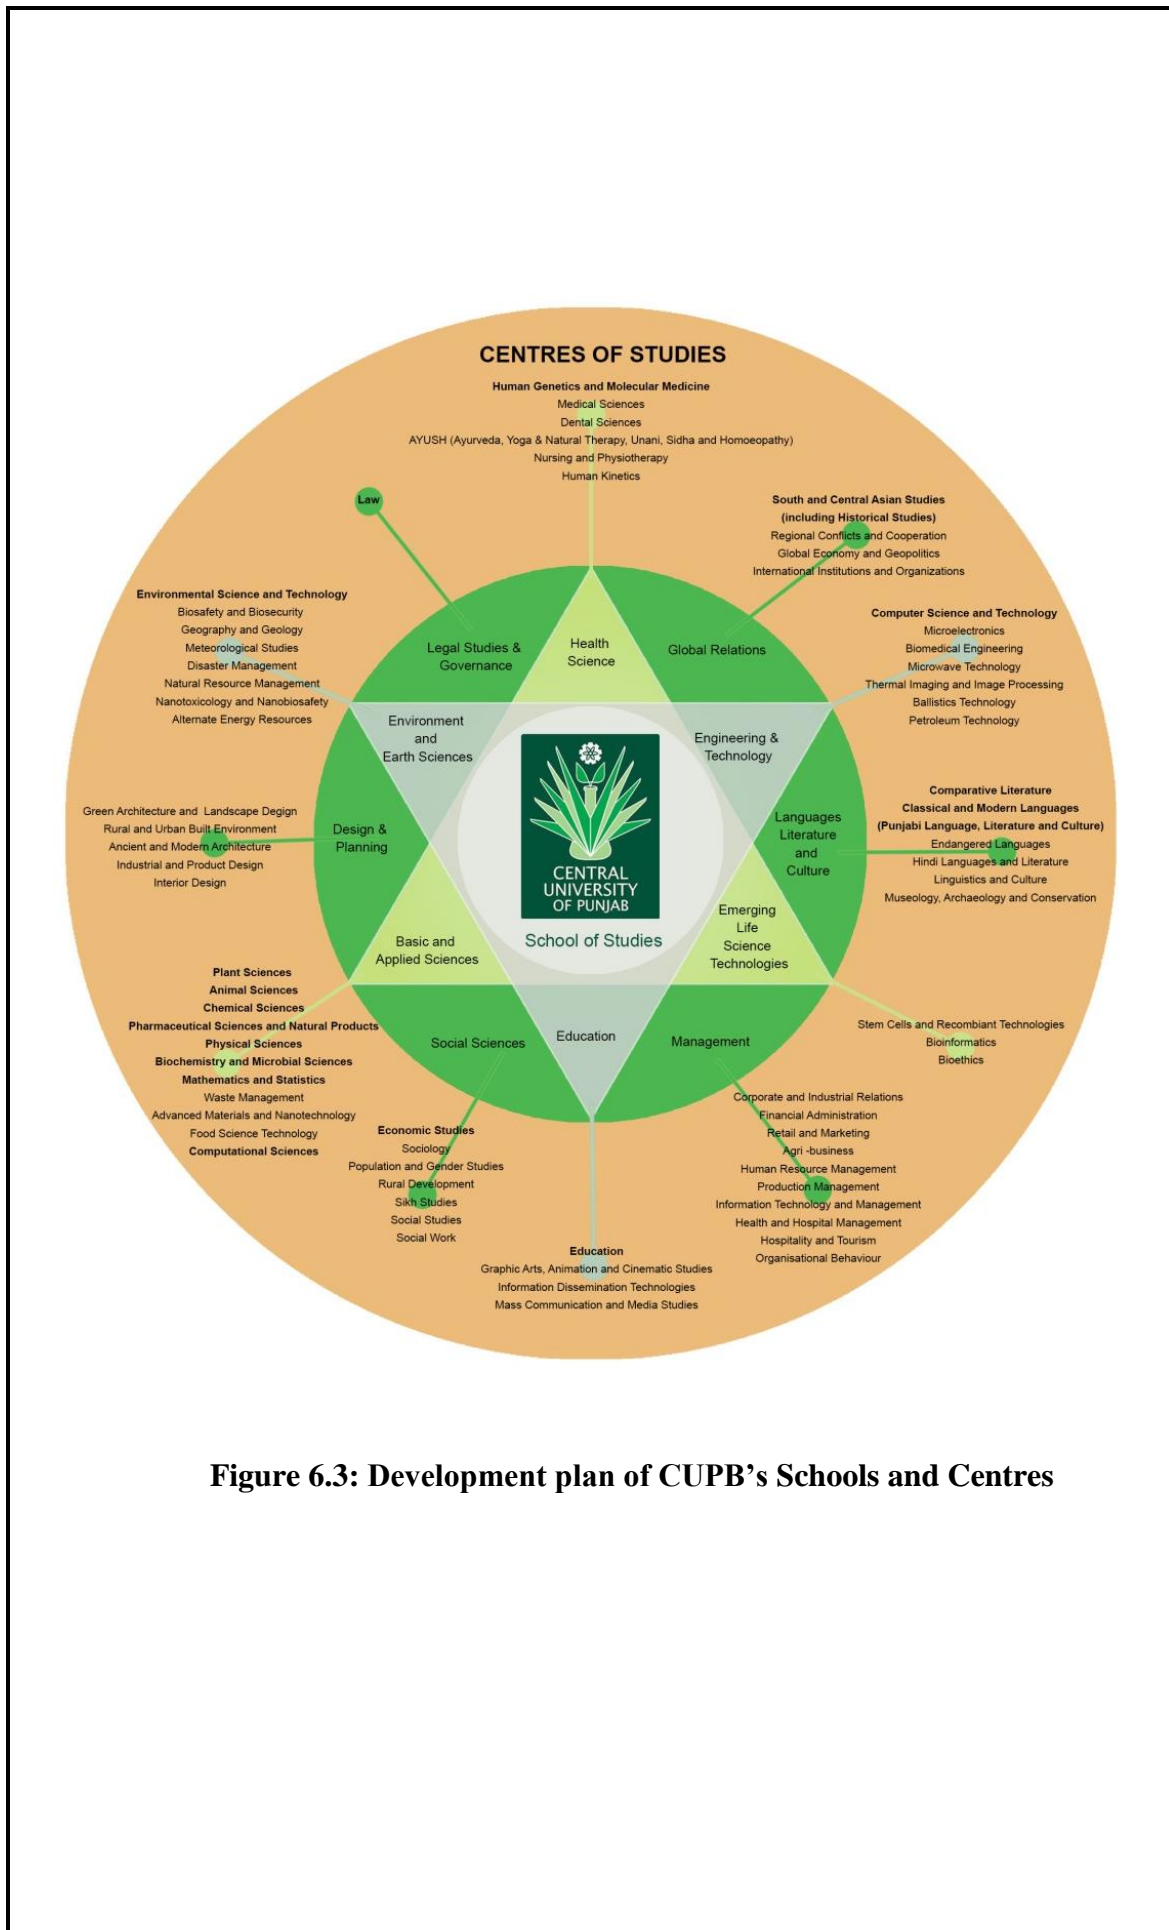 CENTRES OF STUDIES
Human Genetics and Molecular Medicine
Medical Sciences
Dental Sciences
AYUSH (Ayurveda, Yoga & Natural Therapy, Unani, Sidha and Homoeopathy)
Nursing and Physiotherapy
Human Kinetics
Law
South and Central Asian Studies
(including Historical Studies)
Regional Conflicts and Cooperation
Global Economy and Geopolitics
International Institutions and Organizations
Environmental Science and Technology
Biosafety and Biosecurity
Geography and Geology
Meteorological Studies
Disaster Management
Natural Resource Management
Nanotoxicology and Nanobiosafety
Alternate Energy Resources
Computer Science and Technology
Microelectronics
Biomedical Engineering
Microwave Technology
Thermal Imaging and Image Processing
Ballistics Technology
Petroleum Technology
Legal Studies &
Governance
Health
Science
Global Relations
Environment
and
Earth Sciences
Engineering &
Technology
Green Architecture and Landscape Degign
Rural and Urban Built Environment
Ancient and Modern Architecture
Industrial and Product Design
Interior Design
Design &
Planning
CENTRAL
UNIVERSITY
OF PUNJAB
School of Studies
Languages
Literature
and
Culture
Comparative Literature
Classical and Modern Languages
(Punjabi Language, Literature and Culture)
Endangered Languages
Hindi Languages and Literature
Linguistics and Culture
Museology, Archaeology and Conservation
Basic and
Applied Sciences
Emerging
Life
Science
Technologies
Plant Sciences
Animal Sciences
Chemical Sciences
Pharmaceutical Sciences and Natural Products
Physical Sciences
Biochemistry and Microbial Sciences
Mathematics and Statistics
Waste Management
Advanced Materials and Nanotechnology
Food Science Technology
Computational Sciences
Social Sciences
Education
Management
Stem Cells and Recombiant Technologies
Bioinformatics
Bioethics
Economic Studies
Sociology
Population and Gender Studies
Rural Development
Sikh Studies
Social Studies
Social Work
Corporate and Industrial Relations
Financial Administration
Retail and Marketing
Agri -business
Human Resource Management
Production Management
Information Technology and Management
Health and Hospital Management
Hospitality and Tourism
Organisational Behaviour
Education
Graphic Arts, Animation and Cinematic Studies
Information Dissemination Technologies
Mass Communication and Media Studies
Figure 6.3: Development plan of CUPB’s Schools and Centres